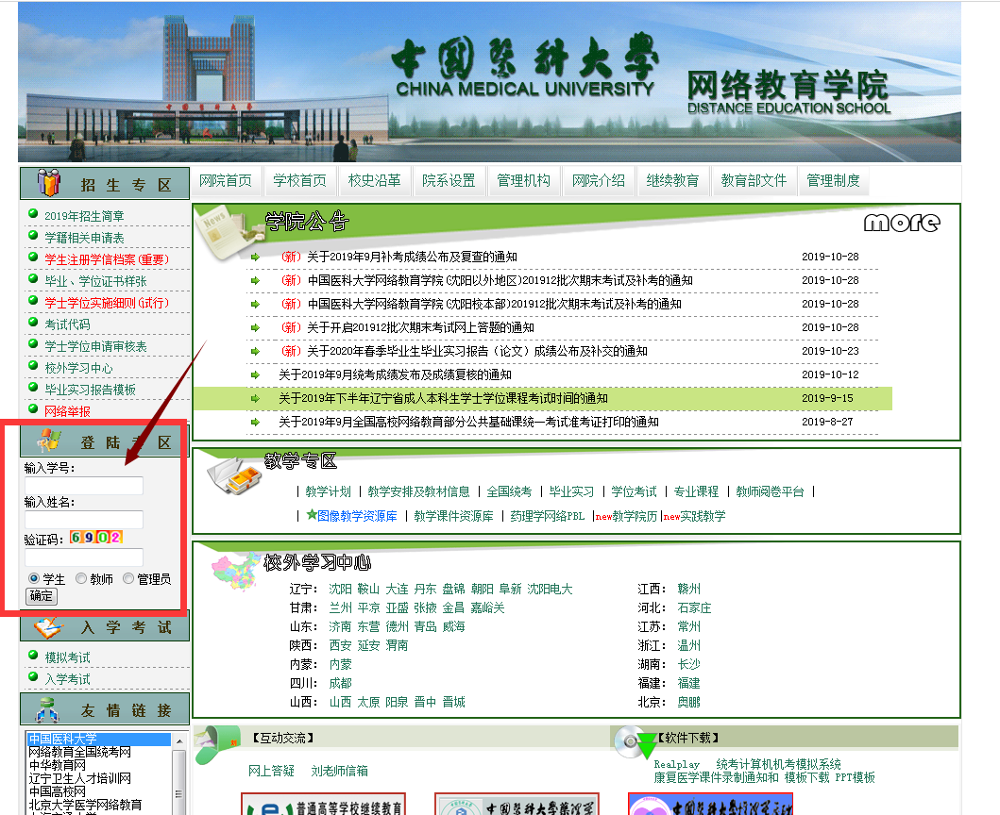 中國醫科大學
CHINA MEDICAL UNIVERSITY
网络教育学院
DISTANCE EDUCATION SCHOOL
中國醫科大學
招生专区
网院首页 学校首页 校史沿革 院系设置 管理机构 网院介绍 继续教育 教育部文件 管理制度
2019年招生简章
学籍相关申请表
学生注册学信档案(重要)
毕业、学位证书样张
学士学位实施细则(试行)
考试代码
学士学位申请审核表
校外学习中心
毕业实习报告模板
网络举报
登陆专区
输入学号:
输入姓名:
验证码: 6902
学生 教师 管理员
确定
入学考试
模拟考试
入学考试
友情链接
中国医科大学
网络教育全国统考网
中华教育网
辽宁卫生人才培训网
中国高校网
北京大学医学网络教育
News
学院公告 more
(新) 关于2019年9月补考成绩公布及复查的通知 2019-10-28
(新) 中国医科大学网络教育学院(沈阳以外地区)201912批次期末考试及补考的通知 2019-10-28
(新) 中国医科大学网络教育学院(沈阳校本部)201912批次期末考试及补考的通知 2019-10-28
(新) 关于开启201912批次期末考试网上答题的通知 2019-10-28
(新) 关于2020年春季毕业生毕业实习报告（论文）成绩公布及补交的通知 2019-10-23
关于2019年9月统考成绩发布及成绩复核的通知 2019-10-12
关于2019年下半年辽宁省成人本科生学士学位课程考试时间的通知 2019-9-15
关于2019年9月全国高校网络教育部分公共基础课统一考试准考证打印的通知 2019-8-27
教学专区
| 教学计划 | 教学安排及教材信息 | 全国统考 | 毕业实习 | 学位考试 | 专业课程 | 教师阅卷平台 |
| ★图像教学资源库 | 教学课件资源库 | 药理学网络PBL |new教学院历|new实践教学
校外学习中心
辽宁: 沈阳 鞍山 大连 丹东 盘锦 朝阳 阜新 沈阳电大 江西: 赣州
甘肃: 兰州 平凉 亚盛 张掖 金昌 嘉峪关 河北: 石家庄
山东: 济南 东营 德州 青岛 威海 江苏: 常州
陕西: 西安 延安 渭南 浙江: 温州
内蒙: 内蒙 湖南: 长沙
四川: 成都 福建: 福建
山西: 山西 太原 阳泉 晋中 晋城 北京: 奥鹏
【互动交流】 【软件下载】
网上答疑 刘老师信箱
Realplay 统考计算机机考模拟系统
康复医学课件录制通知和 模板下载 PPT模板
普通高等学校继续教育